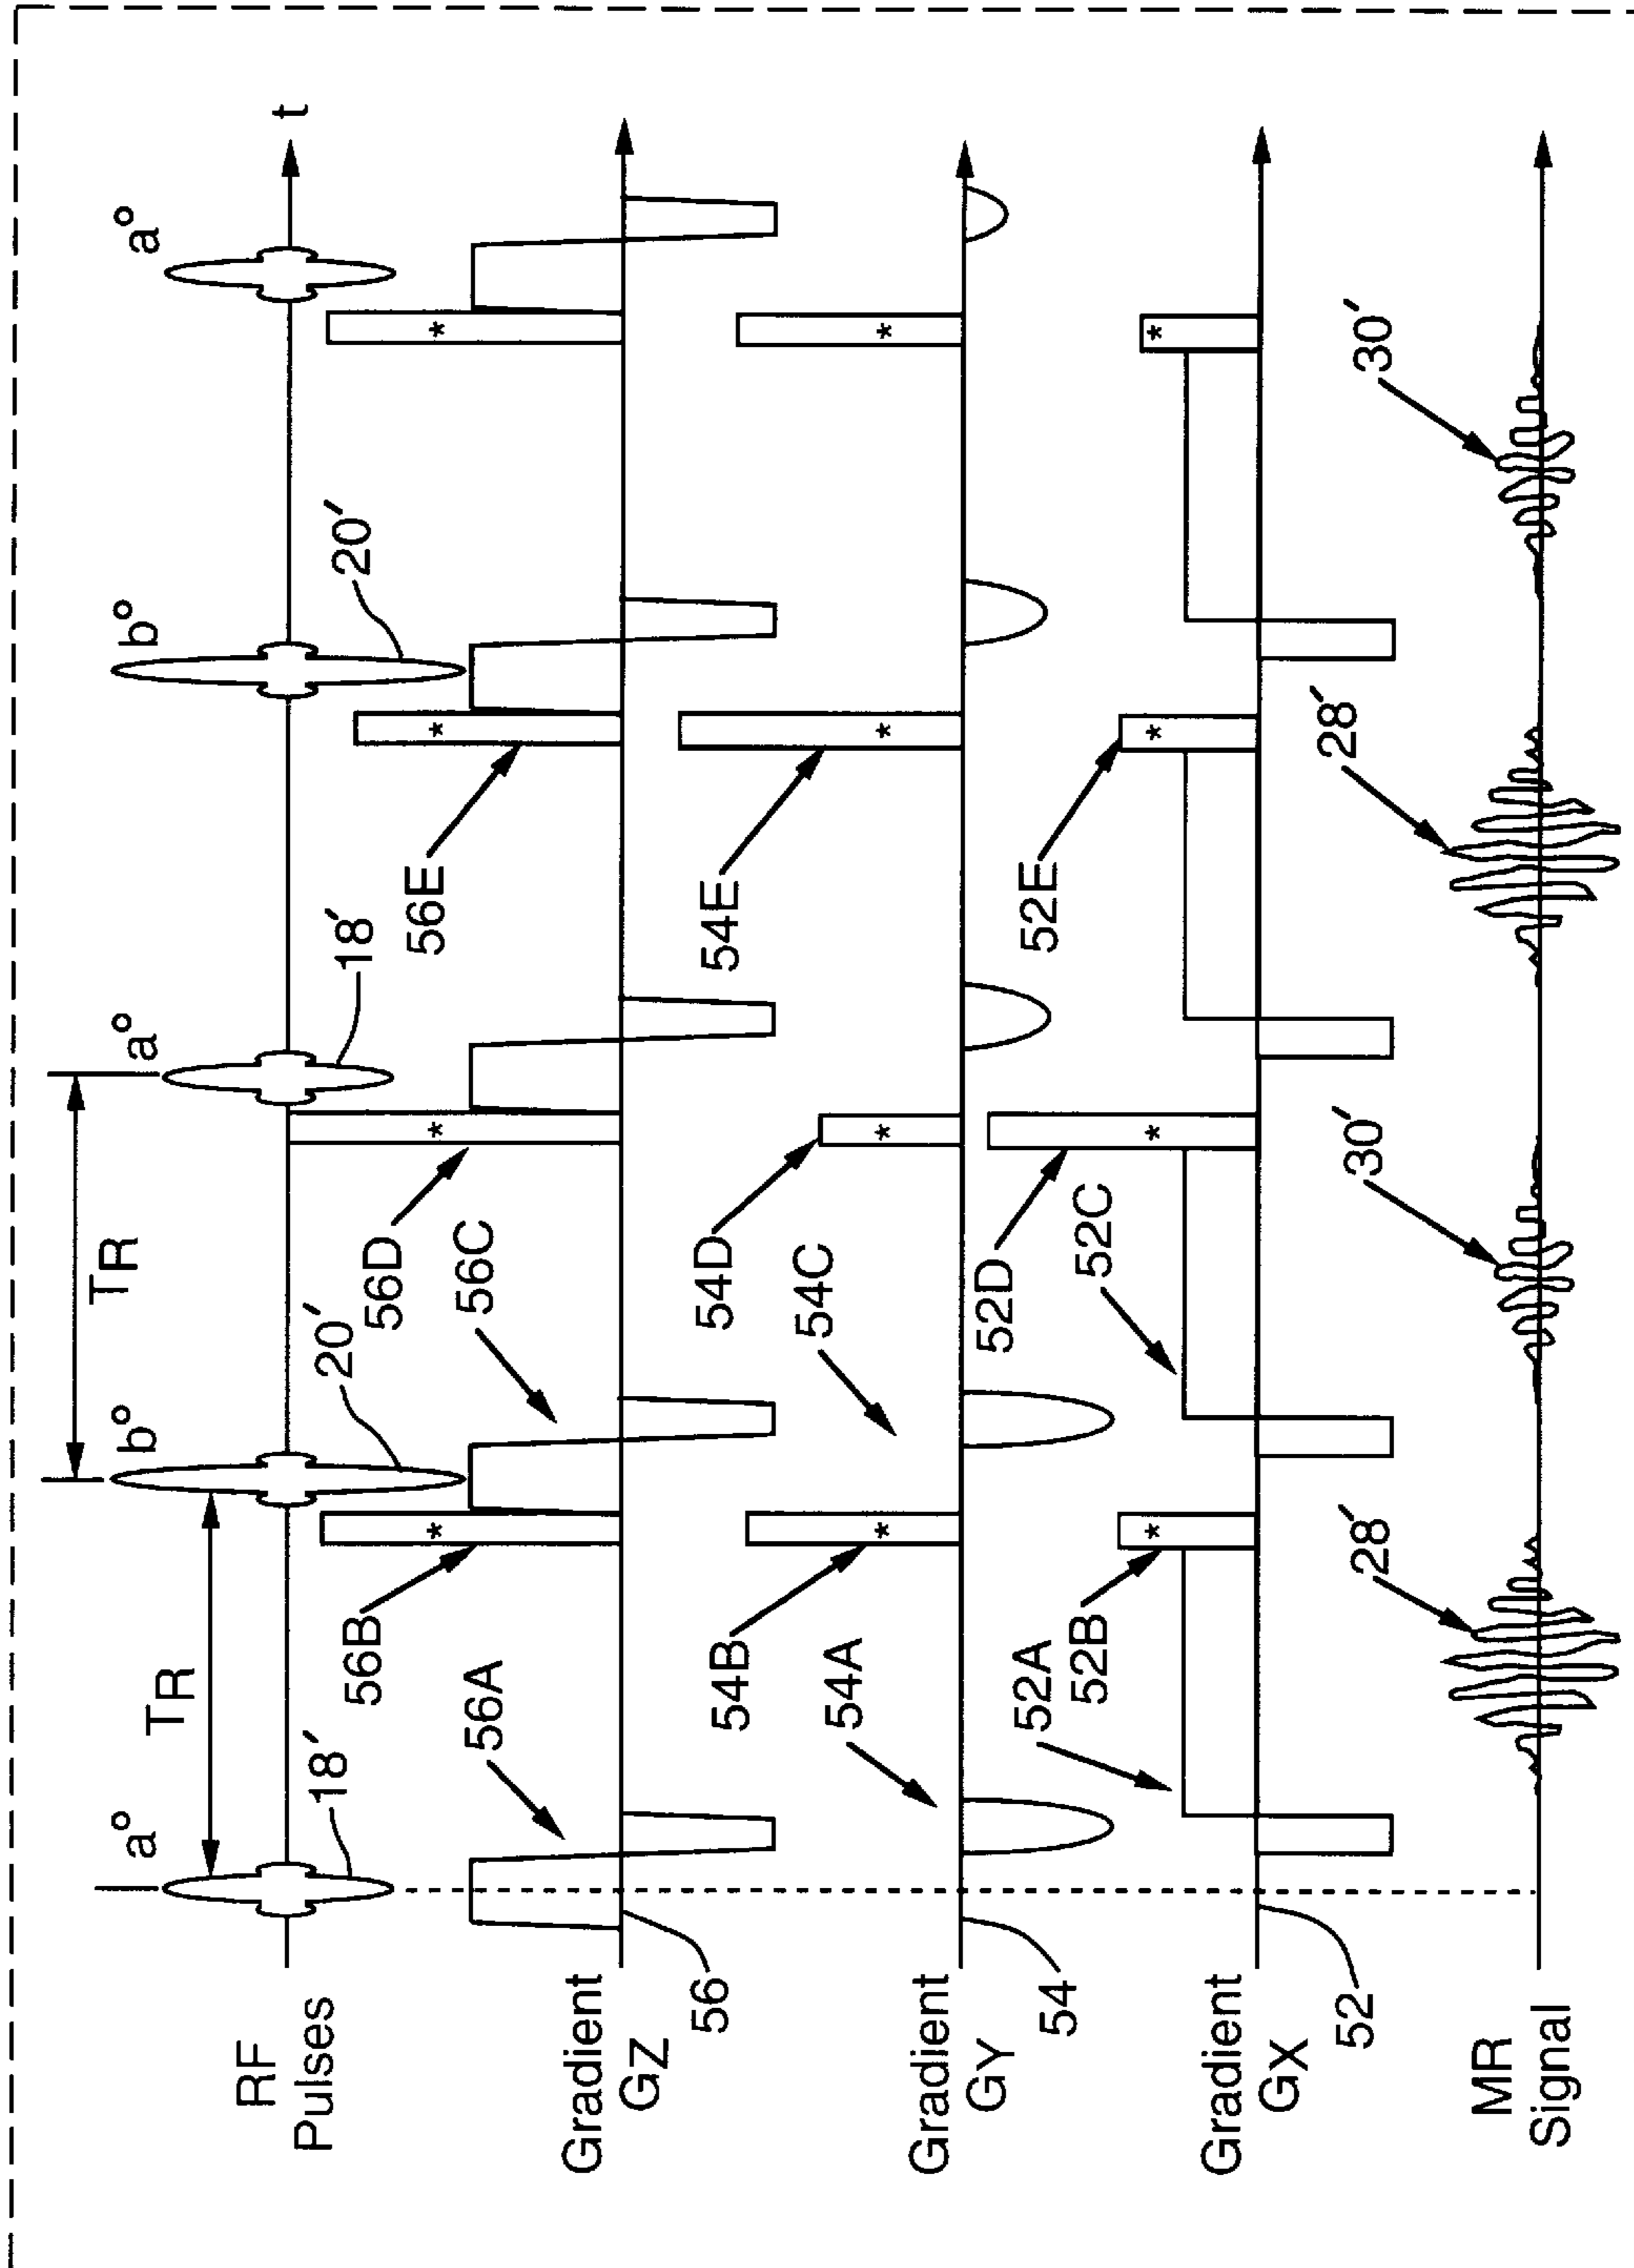 RF
Pulses
a°
18′
TR
b°
20′
TR
a°
18′
b°
20′
a°
t
Gradient
GZ
56
56A
56B
*
56C
56D
*
56E
*
*
Gradient
GY
54
54A
54B
*
54C
54D
*
54E
*
*
Gradient
GX
52
52A
52B
*
52C
52D
*
52E
*
*
MR
Signal
28′
30′
28′
30′